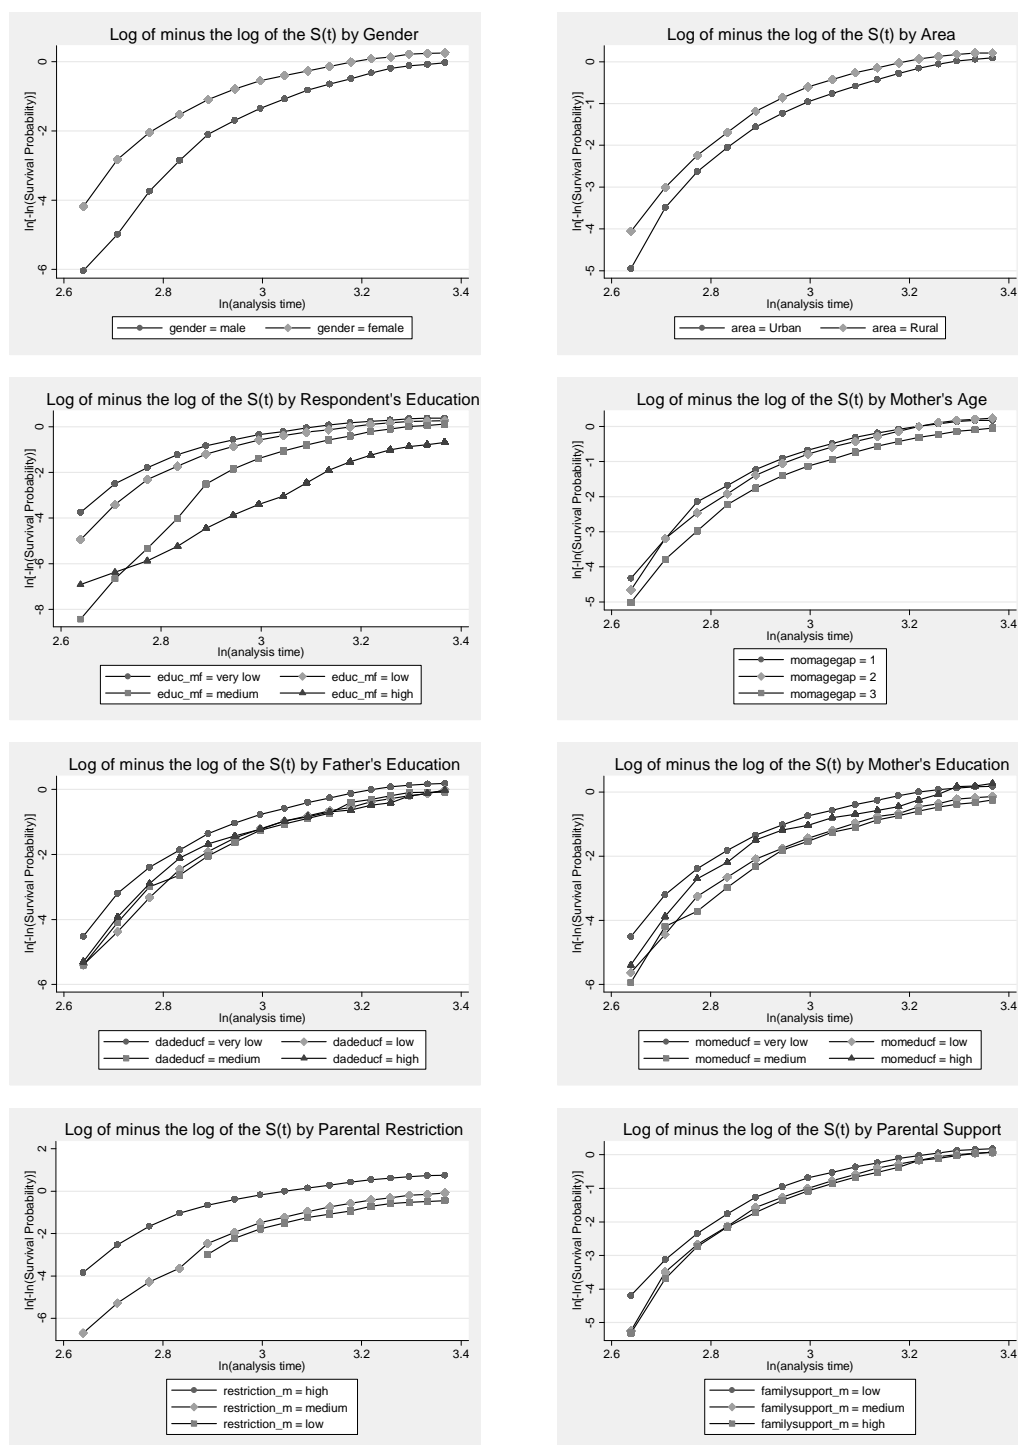 Log of minus the log of the S(t) by Gender
ln[-ln(Survival Probability)]
0
-2
-4
-6
2.6 2.8 3 3.2 3.4
ln(analysis time)
gender = male gender = female
Log of minus the log of the S(t) by Area
ln[-ln(Survival Probability)]
0
-1
-2
-3
-4
-5
2.6 2.8 3 3.2 3.4
ln(analysis time)
area = Urban area = Rural
Log of minus the log of the S(t) by Respondent's Education
ln[-ln(Survival Probability)]
0
-2
-4
-6
-8
2.6 2.8 3 3.2 3.4
ln(analysis time)
educ_mf = very low educ_mf = low
educ_mf = medium educ_mf = high
Log of minus the log of the S(t) by Mother's Age
ln[-ln(Survival Probability)]
0
-1
-2
-3
-4
-5
2.6 2.8 3 3.2 3.4
ln(analysis time)
momagegap = 1
momagegap = 2
momagegap = 3
Log of minus the log of the S(t) by Father's Education
ln[-ln(Survival Probability)]
0
-2
-4
-6
2.6 2.8 3 3.2 3.4
ln(analysis time)
dadeducf = very low dadeducf = low
dadeducf = medium dadeducf = high
Log of minus the log of the S(t) by Mother's Education
ln[-ln(Survival Probability)]
0
-2
-4
-6
2.6 2.8 3 3.2 3.4
ln(analysis time)
momeducf = very low momeducf = low
momeducf = medium momeducf = high
Log of minus the log of the S(t) by Parental Restriction
ln[-ln(Survival Probability)]
2
0
-2
-4
-6
2.6 2.8 3 3.2 3.4
ln(analysis time)
restriction_m = high
restriction_m = medium
restriction_m = low
Log of minus the log of the S(t) by Parental Support
ln[-ln(Survival Probability)]
0
-1
-2
-3
-4
-5
2.6 2.8 3 3.2 3.4
ln(analysis time)
familysupport_m = low
familysupport_m = medium
familysupport_m = high